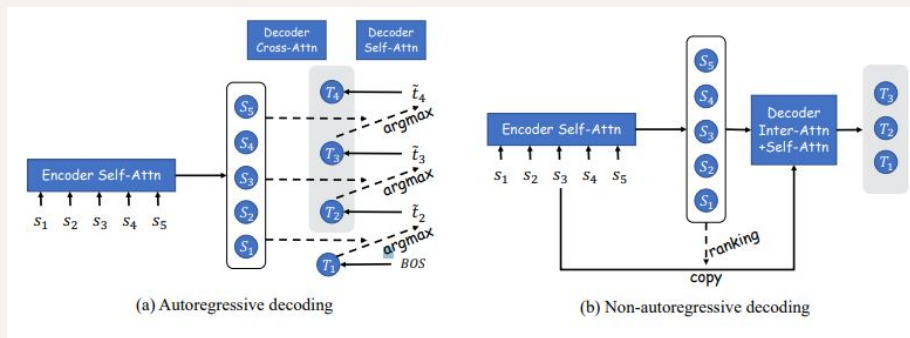 Decoder
Cross-Attn
Decoder
Self-Attn
S5
S4
S3
S2
S1
T4
T3
T2
T1
t̃4
argmax
t̃3
argmax
t̃2
argmax
BOS
Encoder Self-Attn
s1 s2 s3 s4 s5
(a) Autoregressive decoding
S5
S4
S3
S2
S1
Encoder Self-Attn
s1 s2 s3 s4 s5
Decoder
Inter-Attn
+Self-Attn
T3
T2
T1
ranking
copy
(b) Non-autoregressive decoding